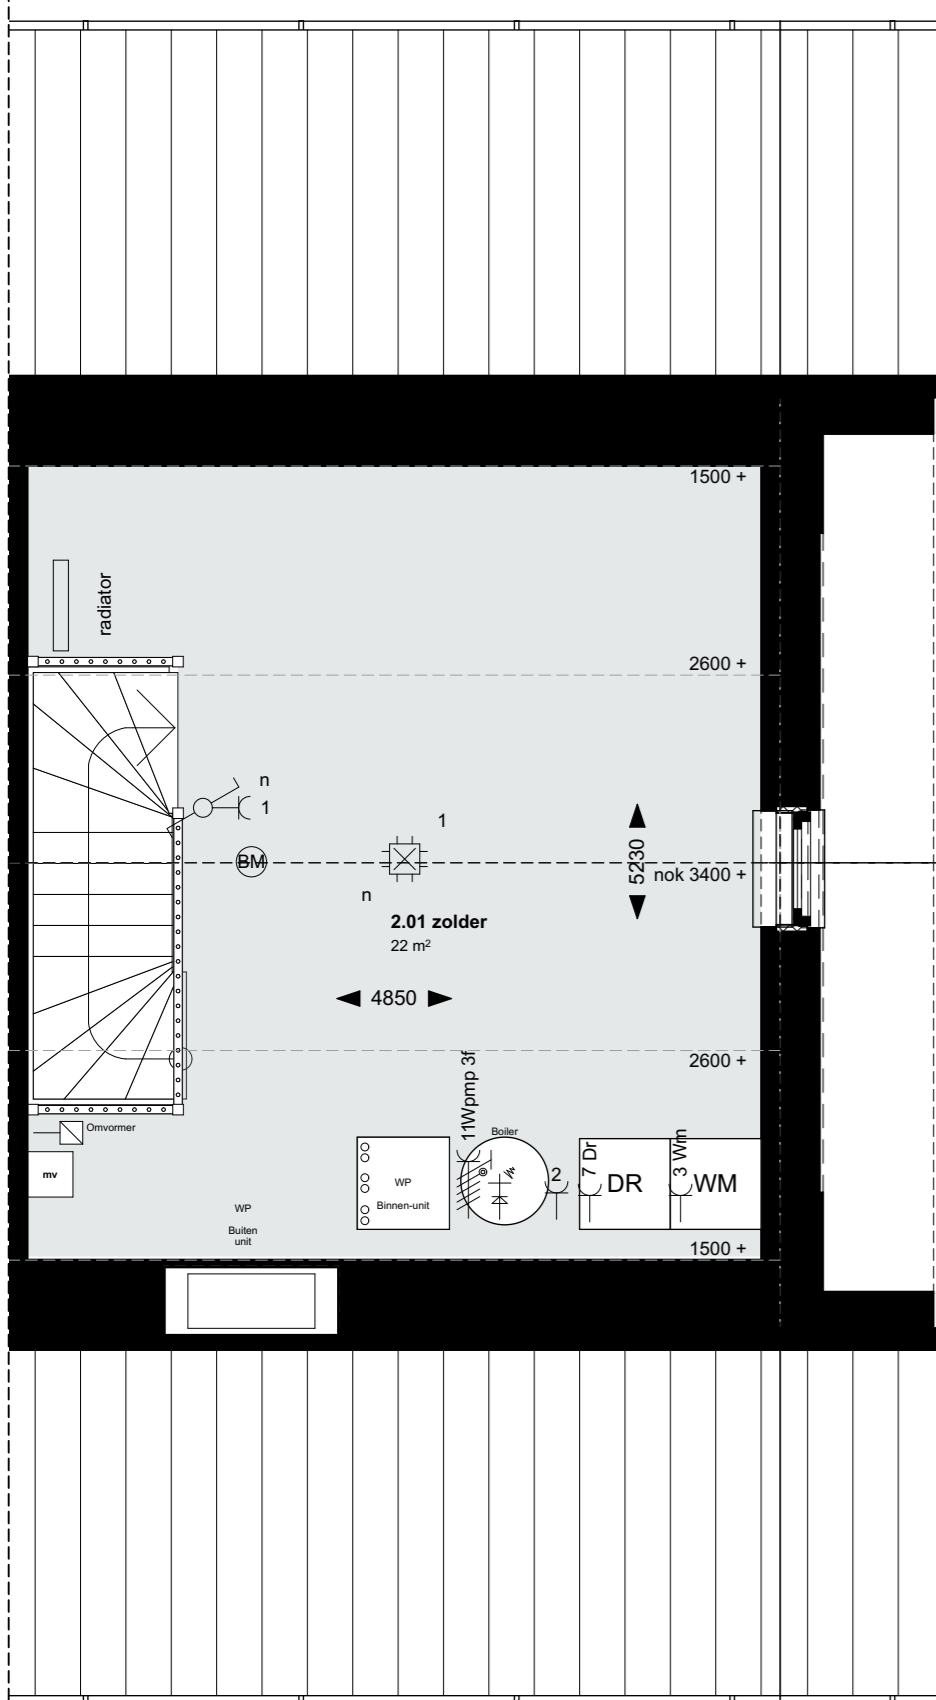 1500 +
radiator
2600 +
n
1
1
BM
5230
nok 3400 +
n
2.01 zolder
22 m²
4850
2600 +
11Wpmp 3f
Omvormer
Boiler
mv
WP
Binnen-unit
2
7 Dr
DR
3 Wm
WM
WP
Buiten
unit
1500 +